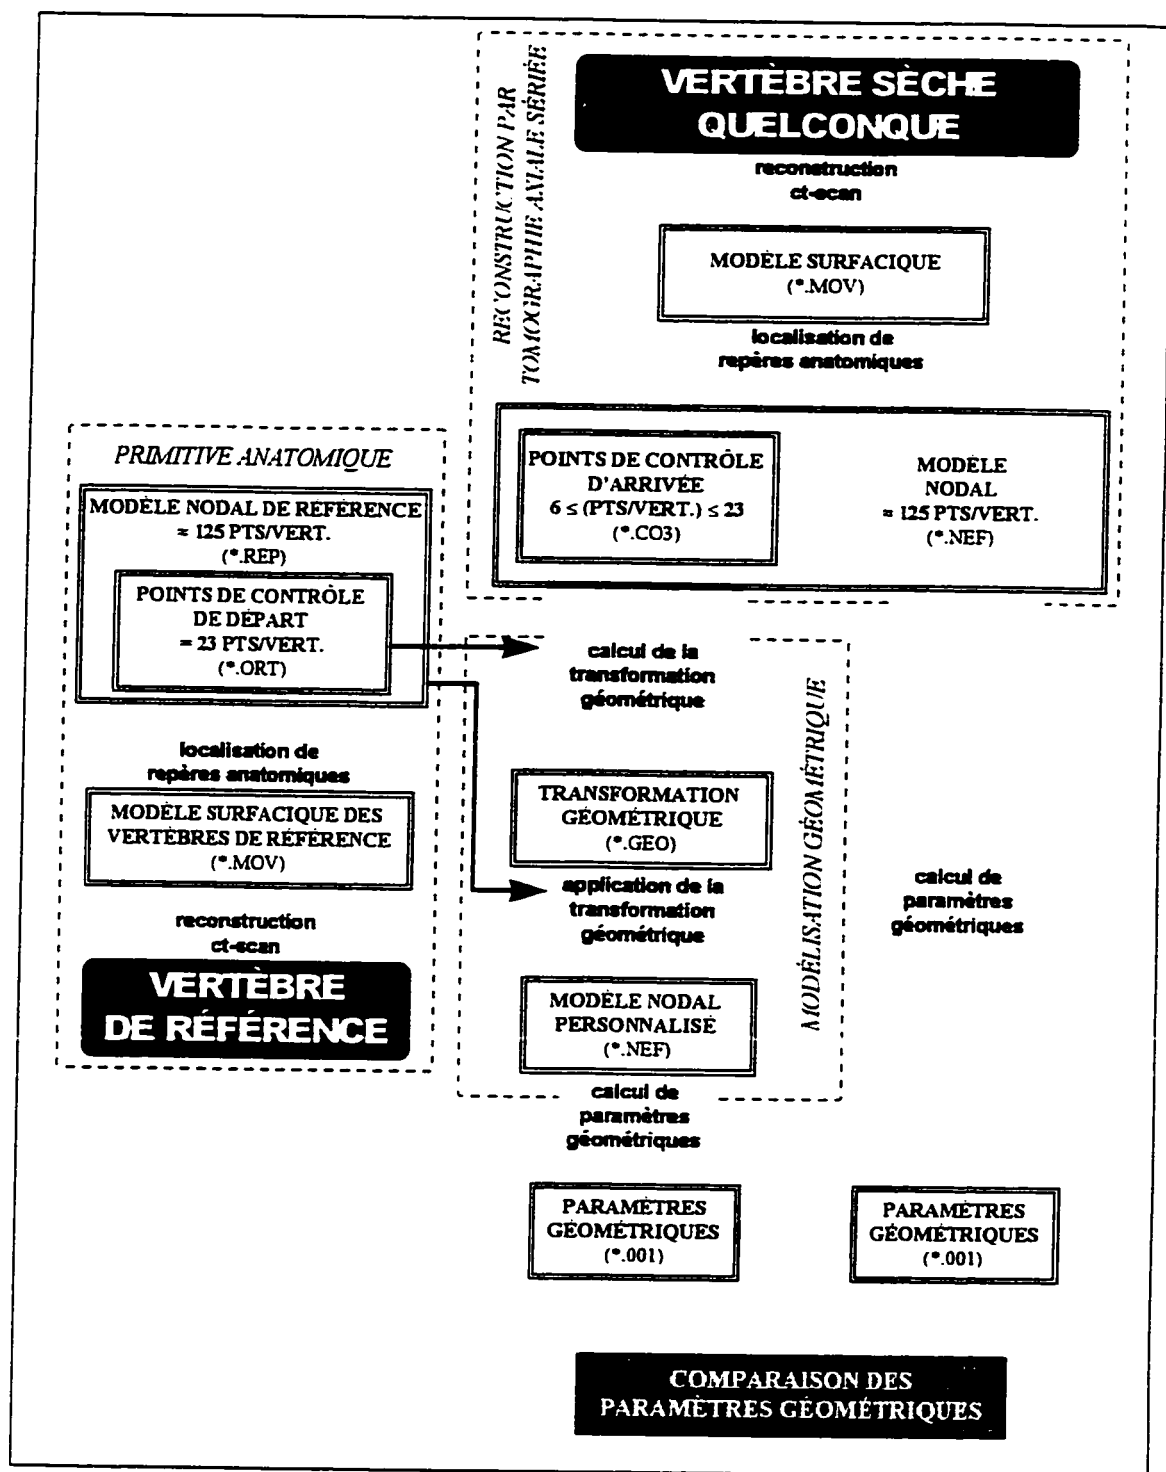 VERTÈBRE SÈCHE
QUELCONQUE
RECONSTRUCTION PAR
TOMOGRAPHIE AXIALE SÉRIÉE
reconstruction
ct-scan
MODÈLE SURFACIQUE
(*.MOV)
localisation de
repères anatomiques
POINTS DE CONTRÔLE
D'ARRIVÉE
6 ≤ (PTS/VERT.) ≤ 23
(*.CO3)
MODÈLE
NODAL
≈ 125 PTS/VERT.
(*.NEF)
PRIMITIVE ANATOMIQUE
MODÈLE NODAL DE RÉFÉRENCE
≈ 125 PTS/VERT.
(*.REP)
POINTS DE CONTRÔLE
DE DÉPART
= 23 PTS/VERT.
(*.ORT)
localisation de
repères anatomiques
MODÈLE SURFACIQUE DES
VERTÈBRES DE RÉFÉRENCE
(*.MOV)
reconstruction
ct-scan
VERTÈBRE
DE RÉFÉRENCE
MODÉLISATION GÉOMÉTRIQUE
calcul de la
transformation
géométrique
TRANSFORMATION
GÉOMÉTRIQUE
(*.GEO)
application de la
transformation
géométrique
MODÈLE NODAL
PERSONNALISÉ
(*.NEF)
calcul de
paramètres
géométriques
calcul de
paramètres
géométriques
PARAMÈTRES
GÉOMÉTRIQUES
(*.001)
PARAMÈTRES
GÉOMÉTRIQUES
(*.001)
COMPARAISON DES
PARAMÈTRES GÉOMÉTRIQUES